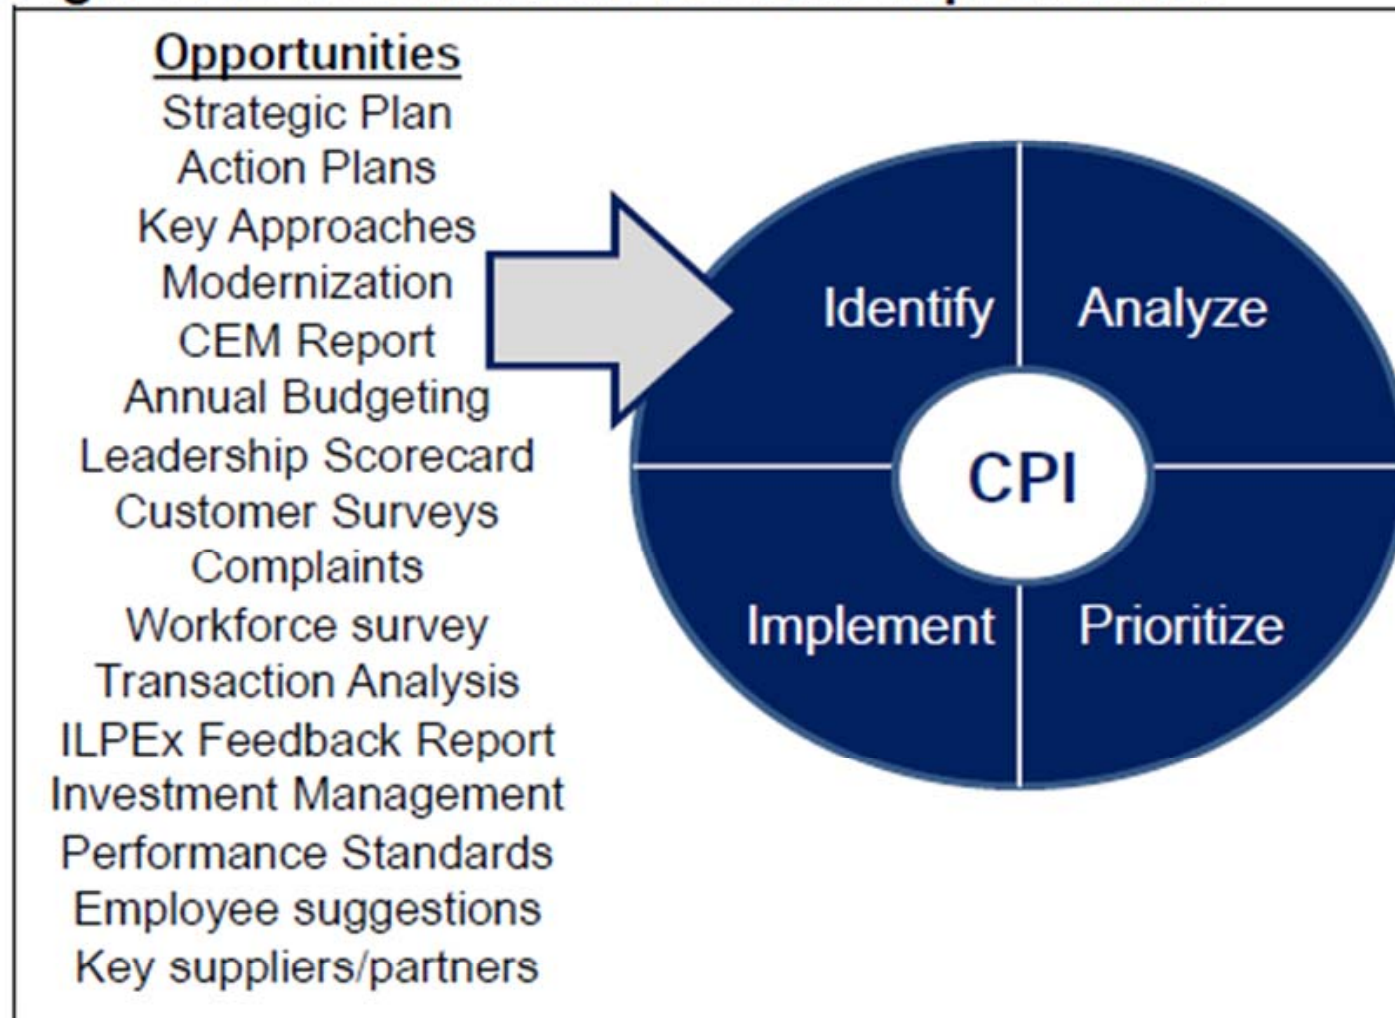 Opportunities
Strategic Plan
Action Plans
Key Approaches
Modernization
CEM Report
Annual Budgeting
Leadership Scorecard
Customer Surveys
Complaints
Workforce survey
Transaction Analysis
ILPEx Feedback Report
Investment Management
Performance Standards
Employee suggestions
Key suppliers/partners
Identify
Analyze
CPI
Implement
Prioritize